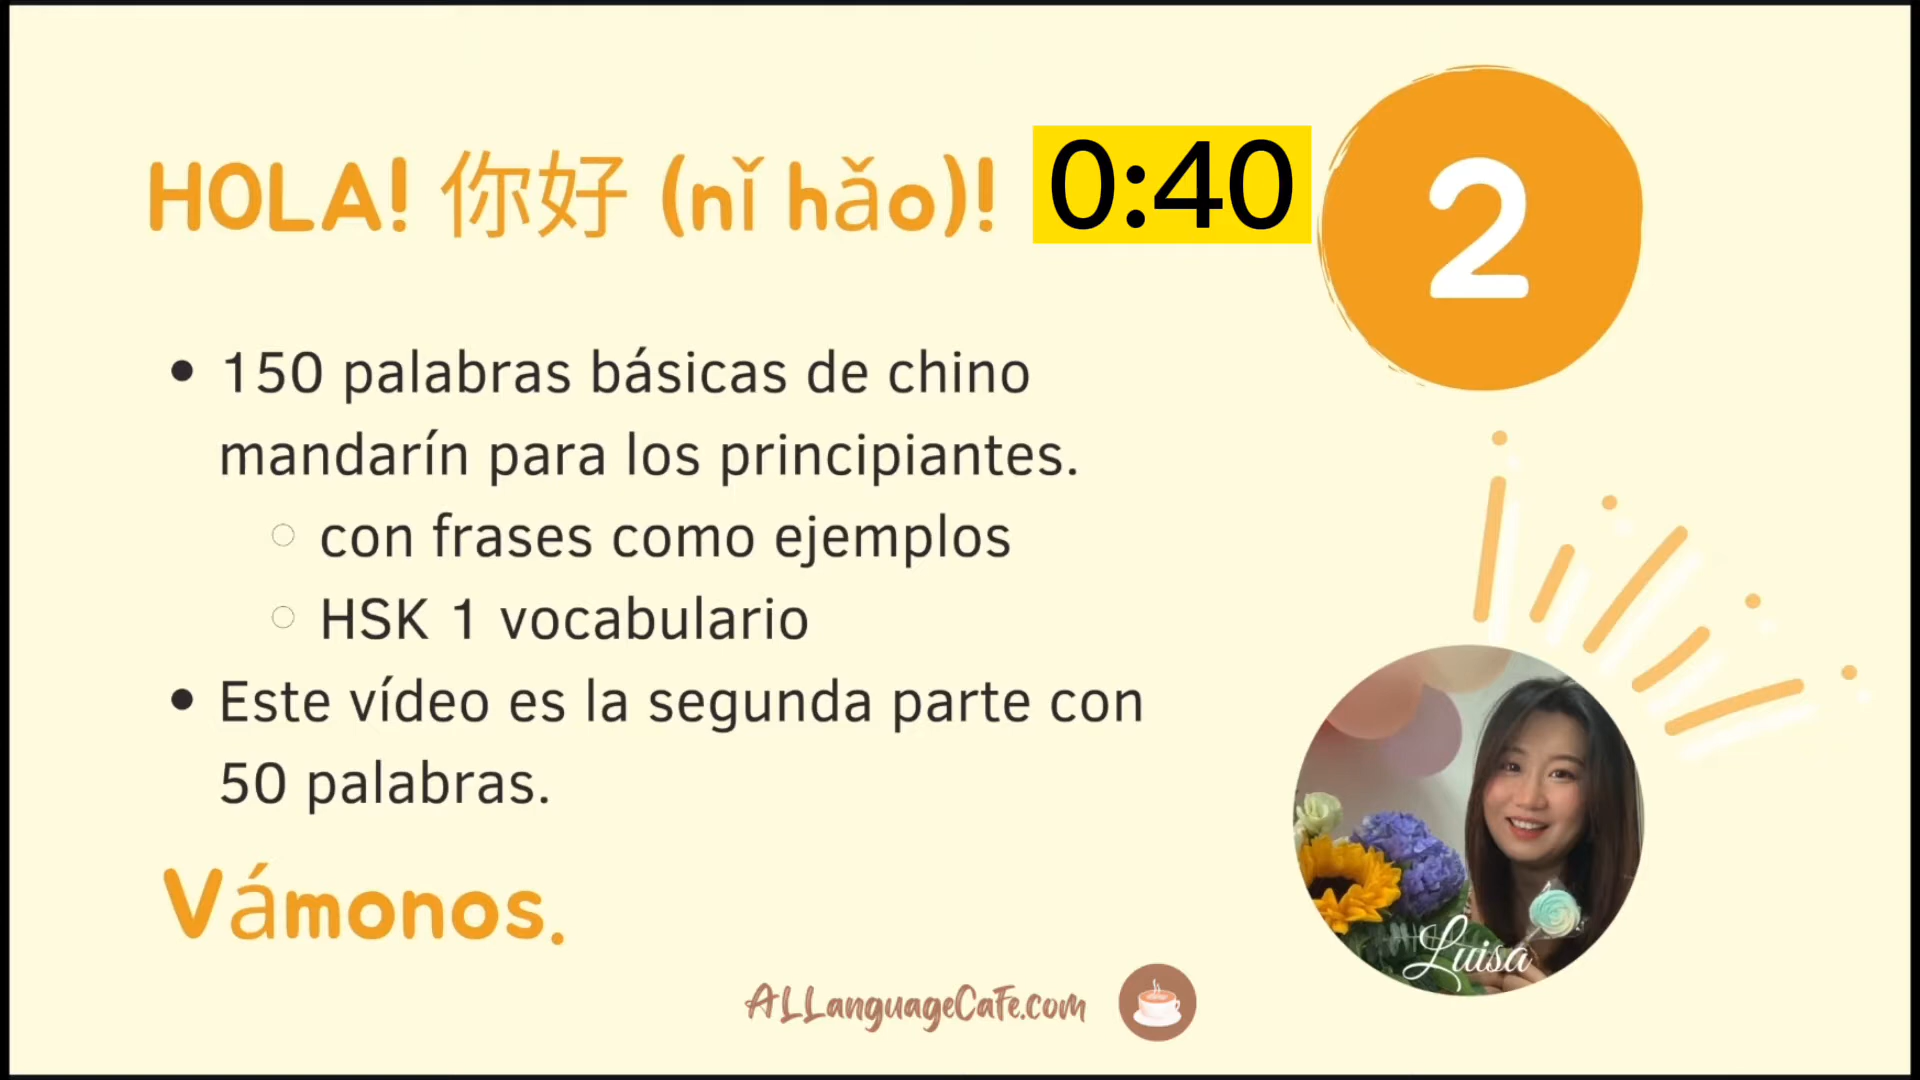 HOLA! 你好 (nǐ hǎo)!
0:40
2
• 150 palabras básicas de chino
mandarín para los principiantes.
○ con frases como ejemplos
○ HSK 1 vocabulario
• Este vídeo es la segunda parte con
50 palabras.
Vámonos.
Luisa
ALLanguageCafe.com